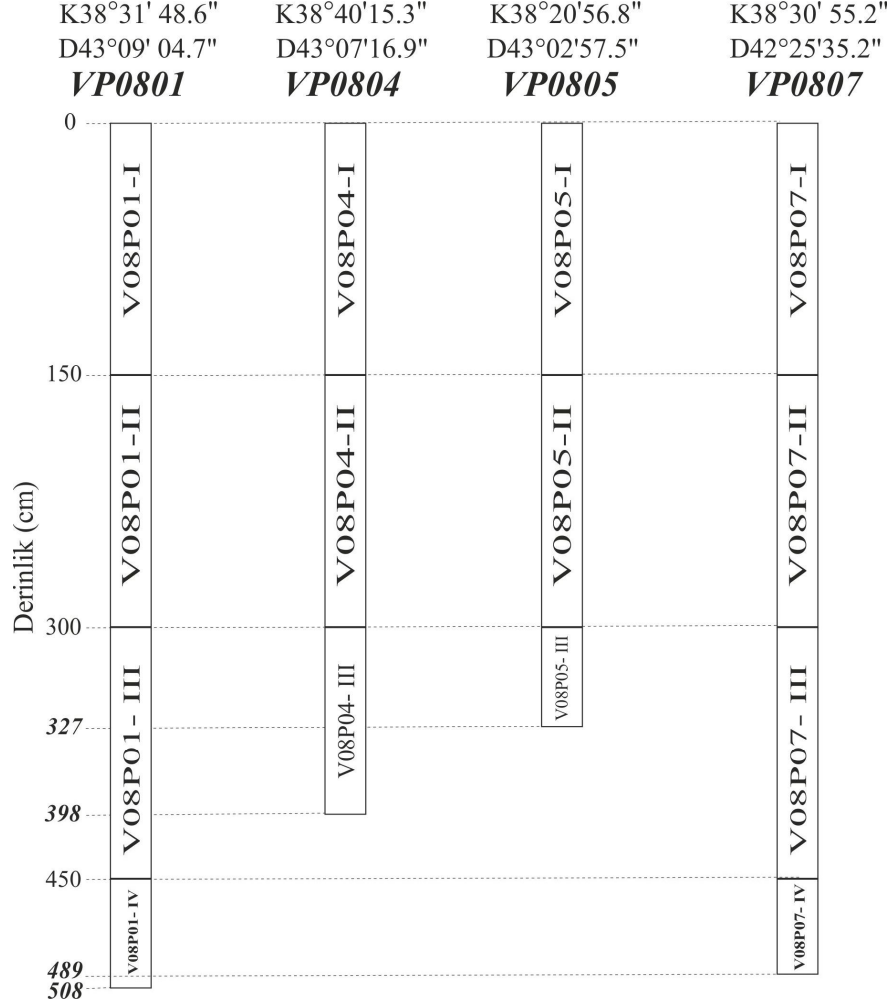 K38°31' 48.6"
D43°09' 04.7"
VP0801
K38°40'15.3"
D43°07'16.9"
VP0804
K38°20'56.8"
D43°02'57.5"
VP0805
K38°30' 55.2"
D42°25'35.2"
VP0807
Derinlik (cm)
0
150
300
327
398
450
489
508
V08P01-I
V08P01-II
V08P01- III
V08P01- IV
V08P04-I
V08P04-II
V08P04- III
V08P05-I
V08P05-II
V08P05- III
V08P07-I
V08P07-II
V08P07- III
V08P07- IV